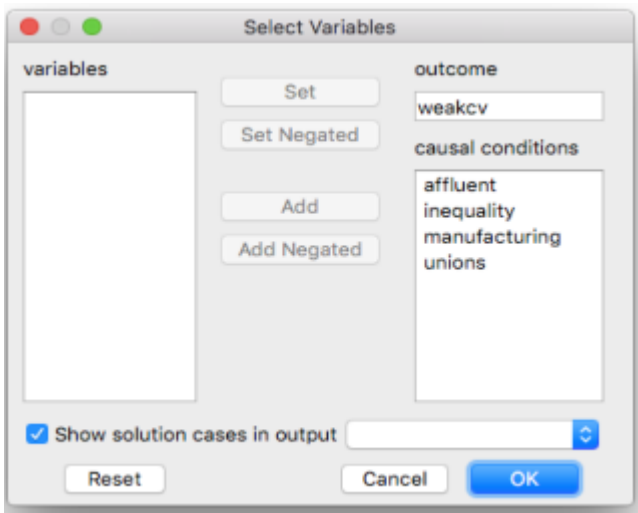 Select Variables
variables
outcome
Set
weakcv
Set Negated
causal conditions
affluent
Add
inequality
manufacturing
Add Negated
unions
Show solution cases in output
Reset
Cancel
OK